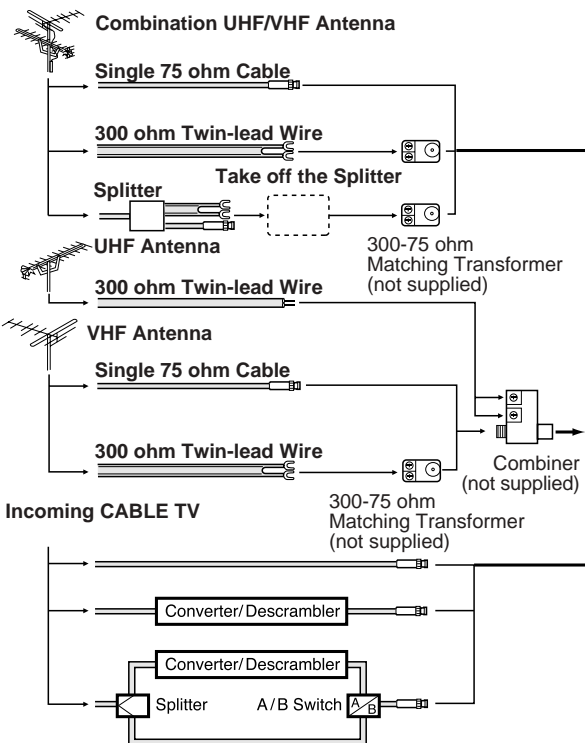 Combination UHF/VHF Antenna
Single 75 ohm Cable
300 ohm Twin-lead Wire
Take off the Splitter
Splitter
300-75 ohm
Matching Transformer
(not supplied)
UHF Antenna
300 ohm Twin-lead Wire
VHF Antenna
Single 75 ohm Cable
300 ohm Twin-lead Wire
Combiner
(not supplied)
300-75 ohm
Matching Transformer
(not supplied)
Incoming CABLE TV
Converter/Descrambler
Converter/Descrambler
Splitter
A/B Switch
A
B